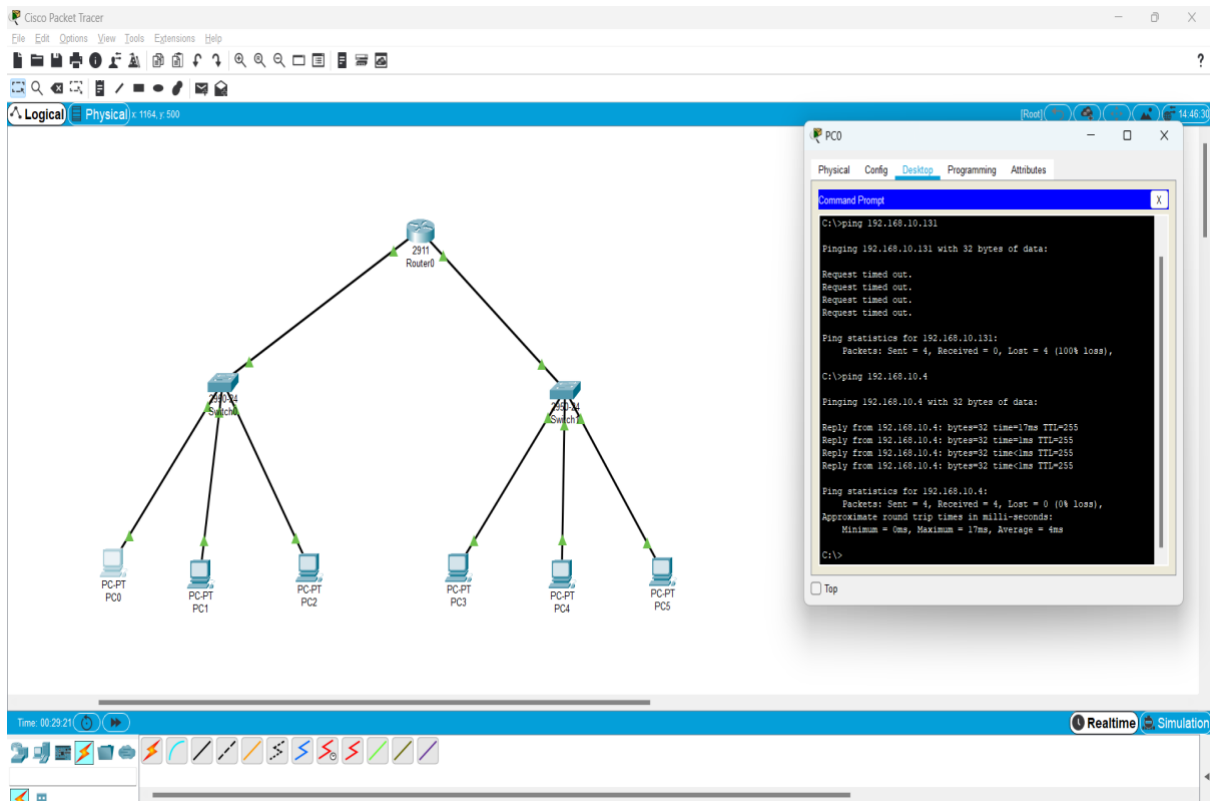 Cisco Packet Tracer
File Edit Options View Tools Extensions Help
?
Logical Physical x: 1164, y: 500
[Root] 14:46:30
2911
Router0
2950-24
Switch0
2950-24
Switch1
PC-PT
PC0
PC-PT
PC1
PC-PT
PC2
PC-PT
PC3
PC-PT
PC4
PC-PT
PC5
PC0
Physical Config Desktop Programming Attributes
Command Prompt X
C:\>ping 192.168.10.131
Pinging 192.168.10.131 with 32 bytes of data:
Request timed out.
Request timed out.
Request timed out.
Request timed out.
Ping statistics for 192.168.10.131:
Packets: Sent = 4, Received = 0, Lost = 4 (100% loss),
C:\>ping 192.168.10.4
Pinging 192.168.10.4 with 32 bytes of data:
Reply from 192.168.10.4: bytes=32 time=17ms TTL=255
Reply from 192.168.10.4: bytes=32 time=1ms TTL=255
Reply from 192.168.10.4: bytes=32 time<1ms TTL=255
Reply from 192.168.10.4: bytes=32 time<1ms TTL=255
Ping statistics for 192.168.10.4:
Packets: Sent = 4, Received = 4, Lost = 0 (0% loss),
Approximate round trip times in milli-seconds:
Minimum = 0ms, Maximum = 17ms, Average = 4ms
C:\>
Top
Time: 00:29:21
Realtime Simulation